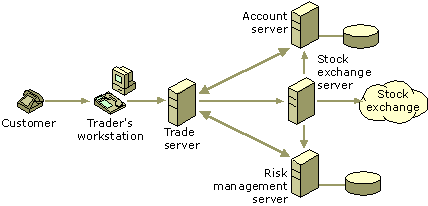 Account
server
Stock
exchange
server
Stock
exchange
Customer
Trader's
workstation
Trade
server
Risk
management
server